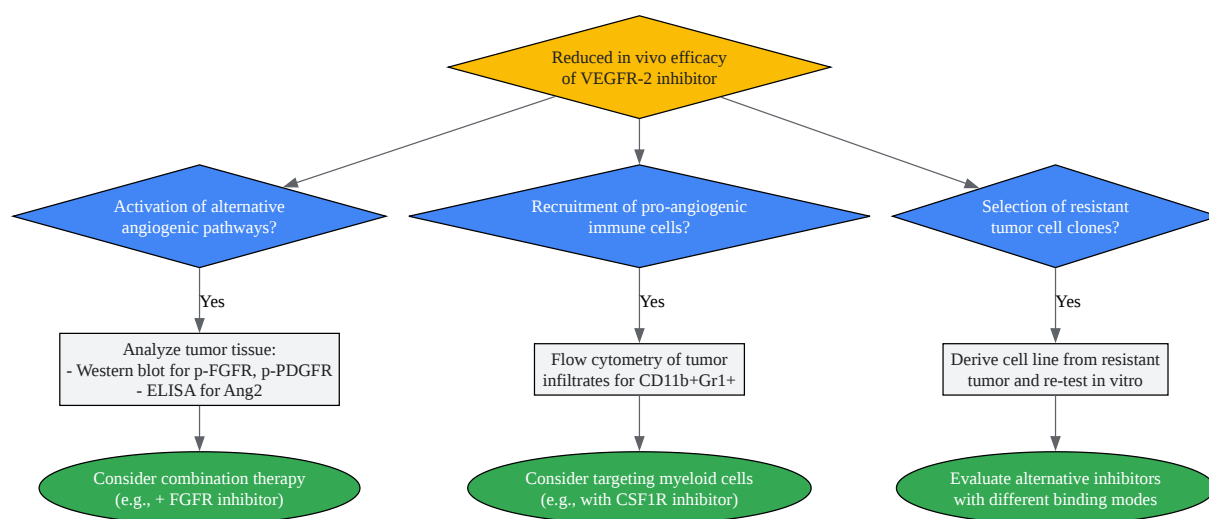 Reduced in vivo efficacy
of VEGFR-2 inhibitor
Activation of alternative
angiogenic pathways?
Recruitment of pro-angiogenic
immune cells?
Selection of resistant
tumor cell clones?
Yes
Yes
Yes
Analyze tumor tissue:
- Western blot for p-FGFR, p-PDGFR
- ELISA for Ang2
Flow cytometry of tumor
infiltrates for CD11b+Gr1+
Derive cell line from resistant
tumor and re-test in vitro
Consider combination therapy
(e.g., + FGFR inhibitor)
Consider targeting myeloid cells
(e.g., with CSF1R inhibitor)
Evaluate alternative inhibitors
with different binding modes